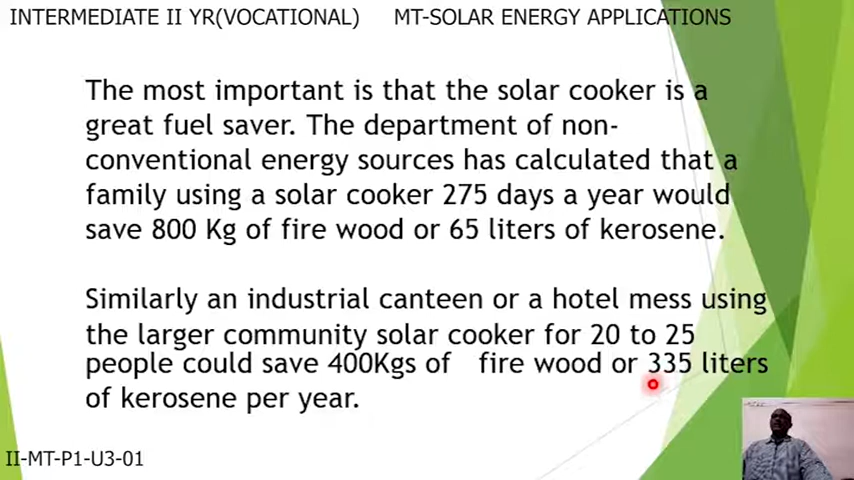 INTERMEDIATE II YR(VOCATIONAL) MT-SOLAR ENERGY APPLICATIONS
The most important is that the solar cooker is a
great fuel saver. The department of non-
conventional energy sources has calculated that a
family using a solar cooker 275 days a year would
save 800 Kg of fire wood or 65 liters of kerosene.
Similarly an industrial canteen or a hotel mess using
the larger community solar cooker for 20 to 25
people could save 400Kgs of fire wood or 335 liters
of kerosene per year.
II-MT-P1-U3-01